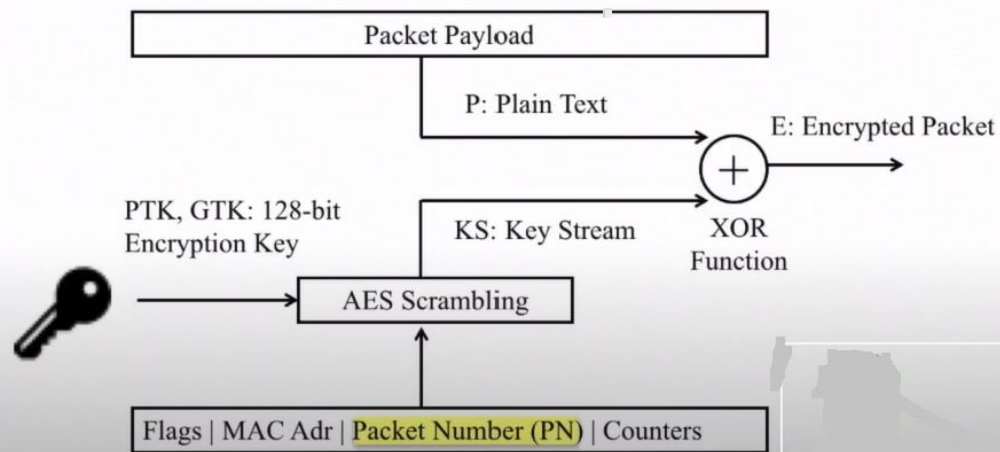 Packet Payload
P: Plain Text
E: Encrypted Packet
PTK, GTK: 128-bit
Encryption Key
KS: Key Stream
XOR
Function
AES Scrambling
Flags | MAC Adr | Packet Number (PN) | Counters